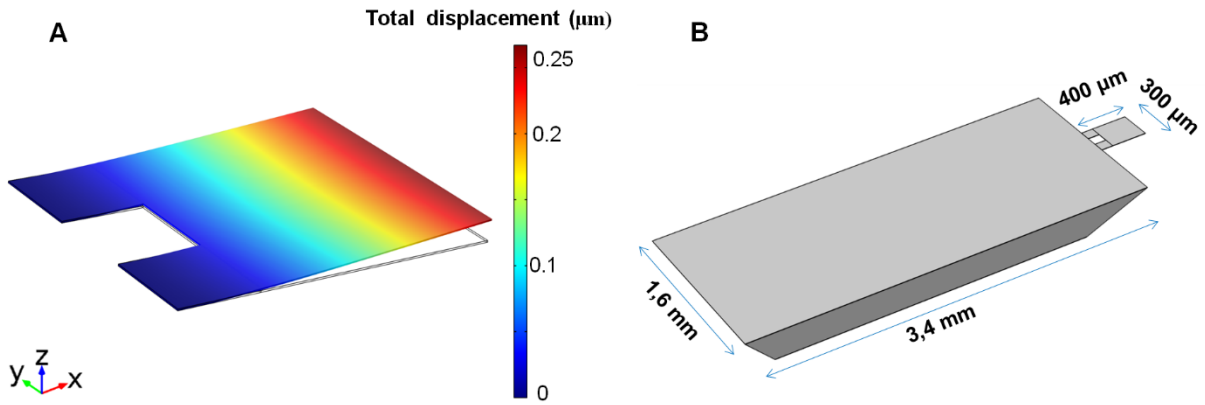 A
Total displacement (µm)
0.25
0.2
0.1
0
z
y
x
B
400 µm
300 µm
1,6 mm
3,4 mm